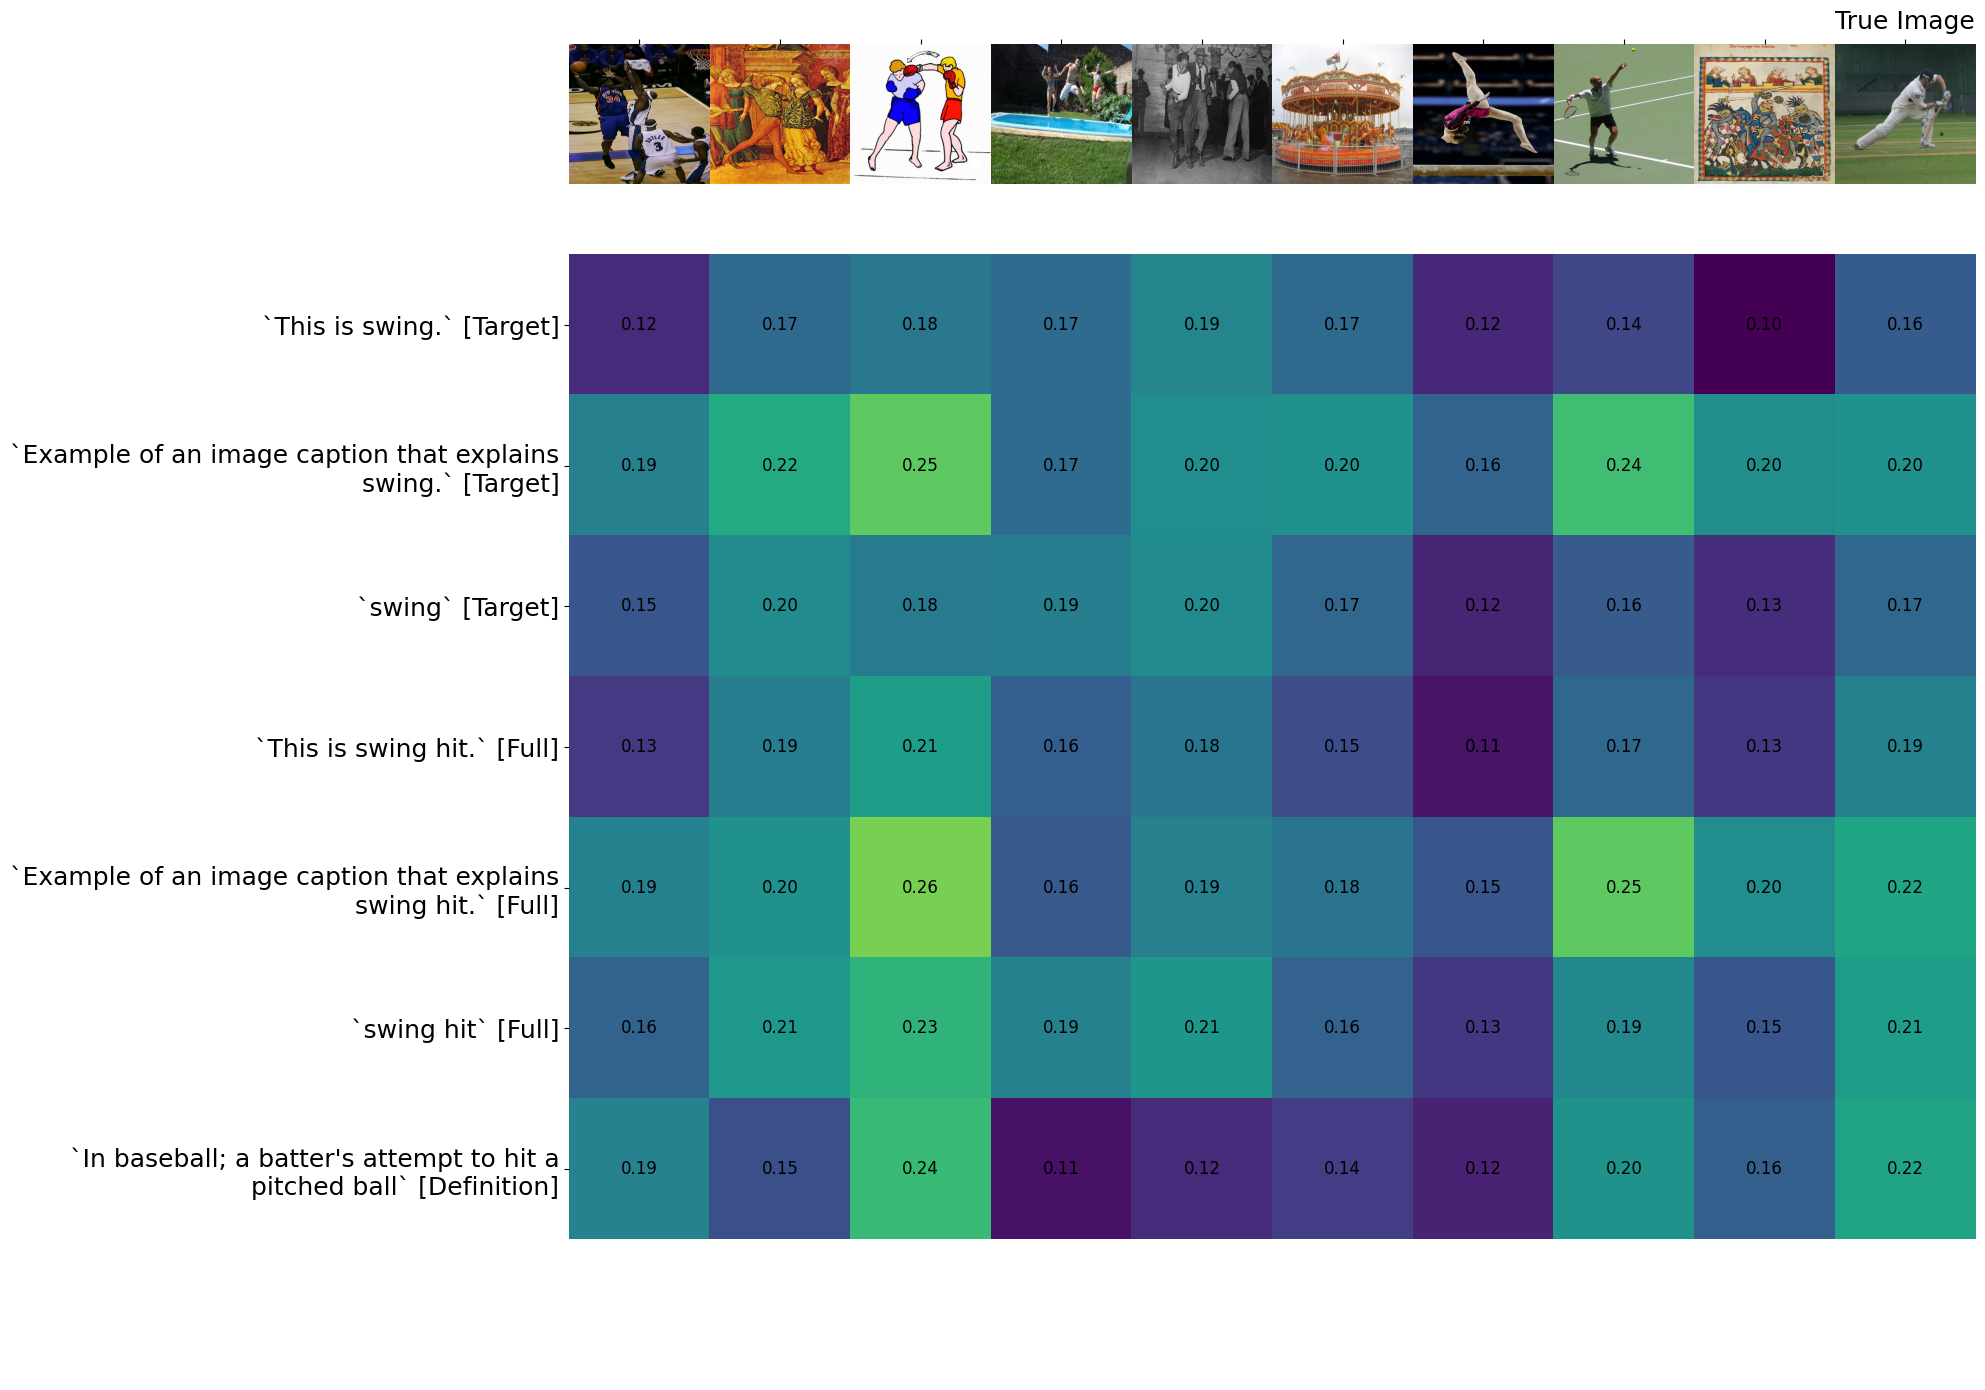 True Image
`This is swing.` [Target]
0.12 0.17 0.18 0.17 0.19 0.17 0.12 0.14 0.10 0.16
`Example of an image caption that explains
swing.` [Target]
0.19 0.22 0.25 0.17 0.20 0.20 0.16 0.24 0.20 0.20
`swing` [Target]
0.15 0.20 0.18 0.19 0.20 0.17 0.12 0.16 0.13 0.17
`This is swing hit.` [Full]
0.13 0.19 0.21 0.16 0.18 0.15 0.11 0.17 0.13 0.19
`Example of an image caption that explains
swing hit.` [Full]
0.19 0.20 0.26 0.16 0.19 0.18 0.15 0.25 0.20 0.22
`swing hit` [Full]
0.16 0.21 0.23 0.19 0.21 0.16 0.13 0.19 0.15 0.21
`In baseball; a batter's attempt to hit a
pitched ball` [Definition]
0.19 0.15 0.24 0.11 0.12 0.14 0.12 0.20 0.16 0.22